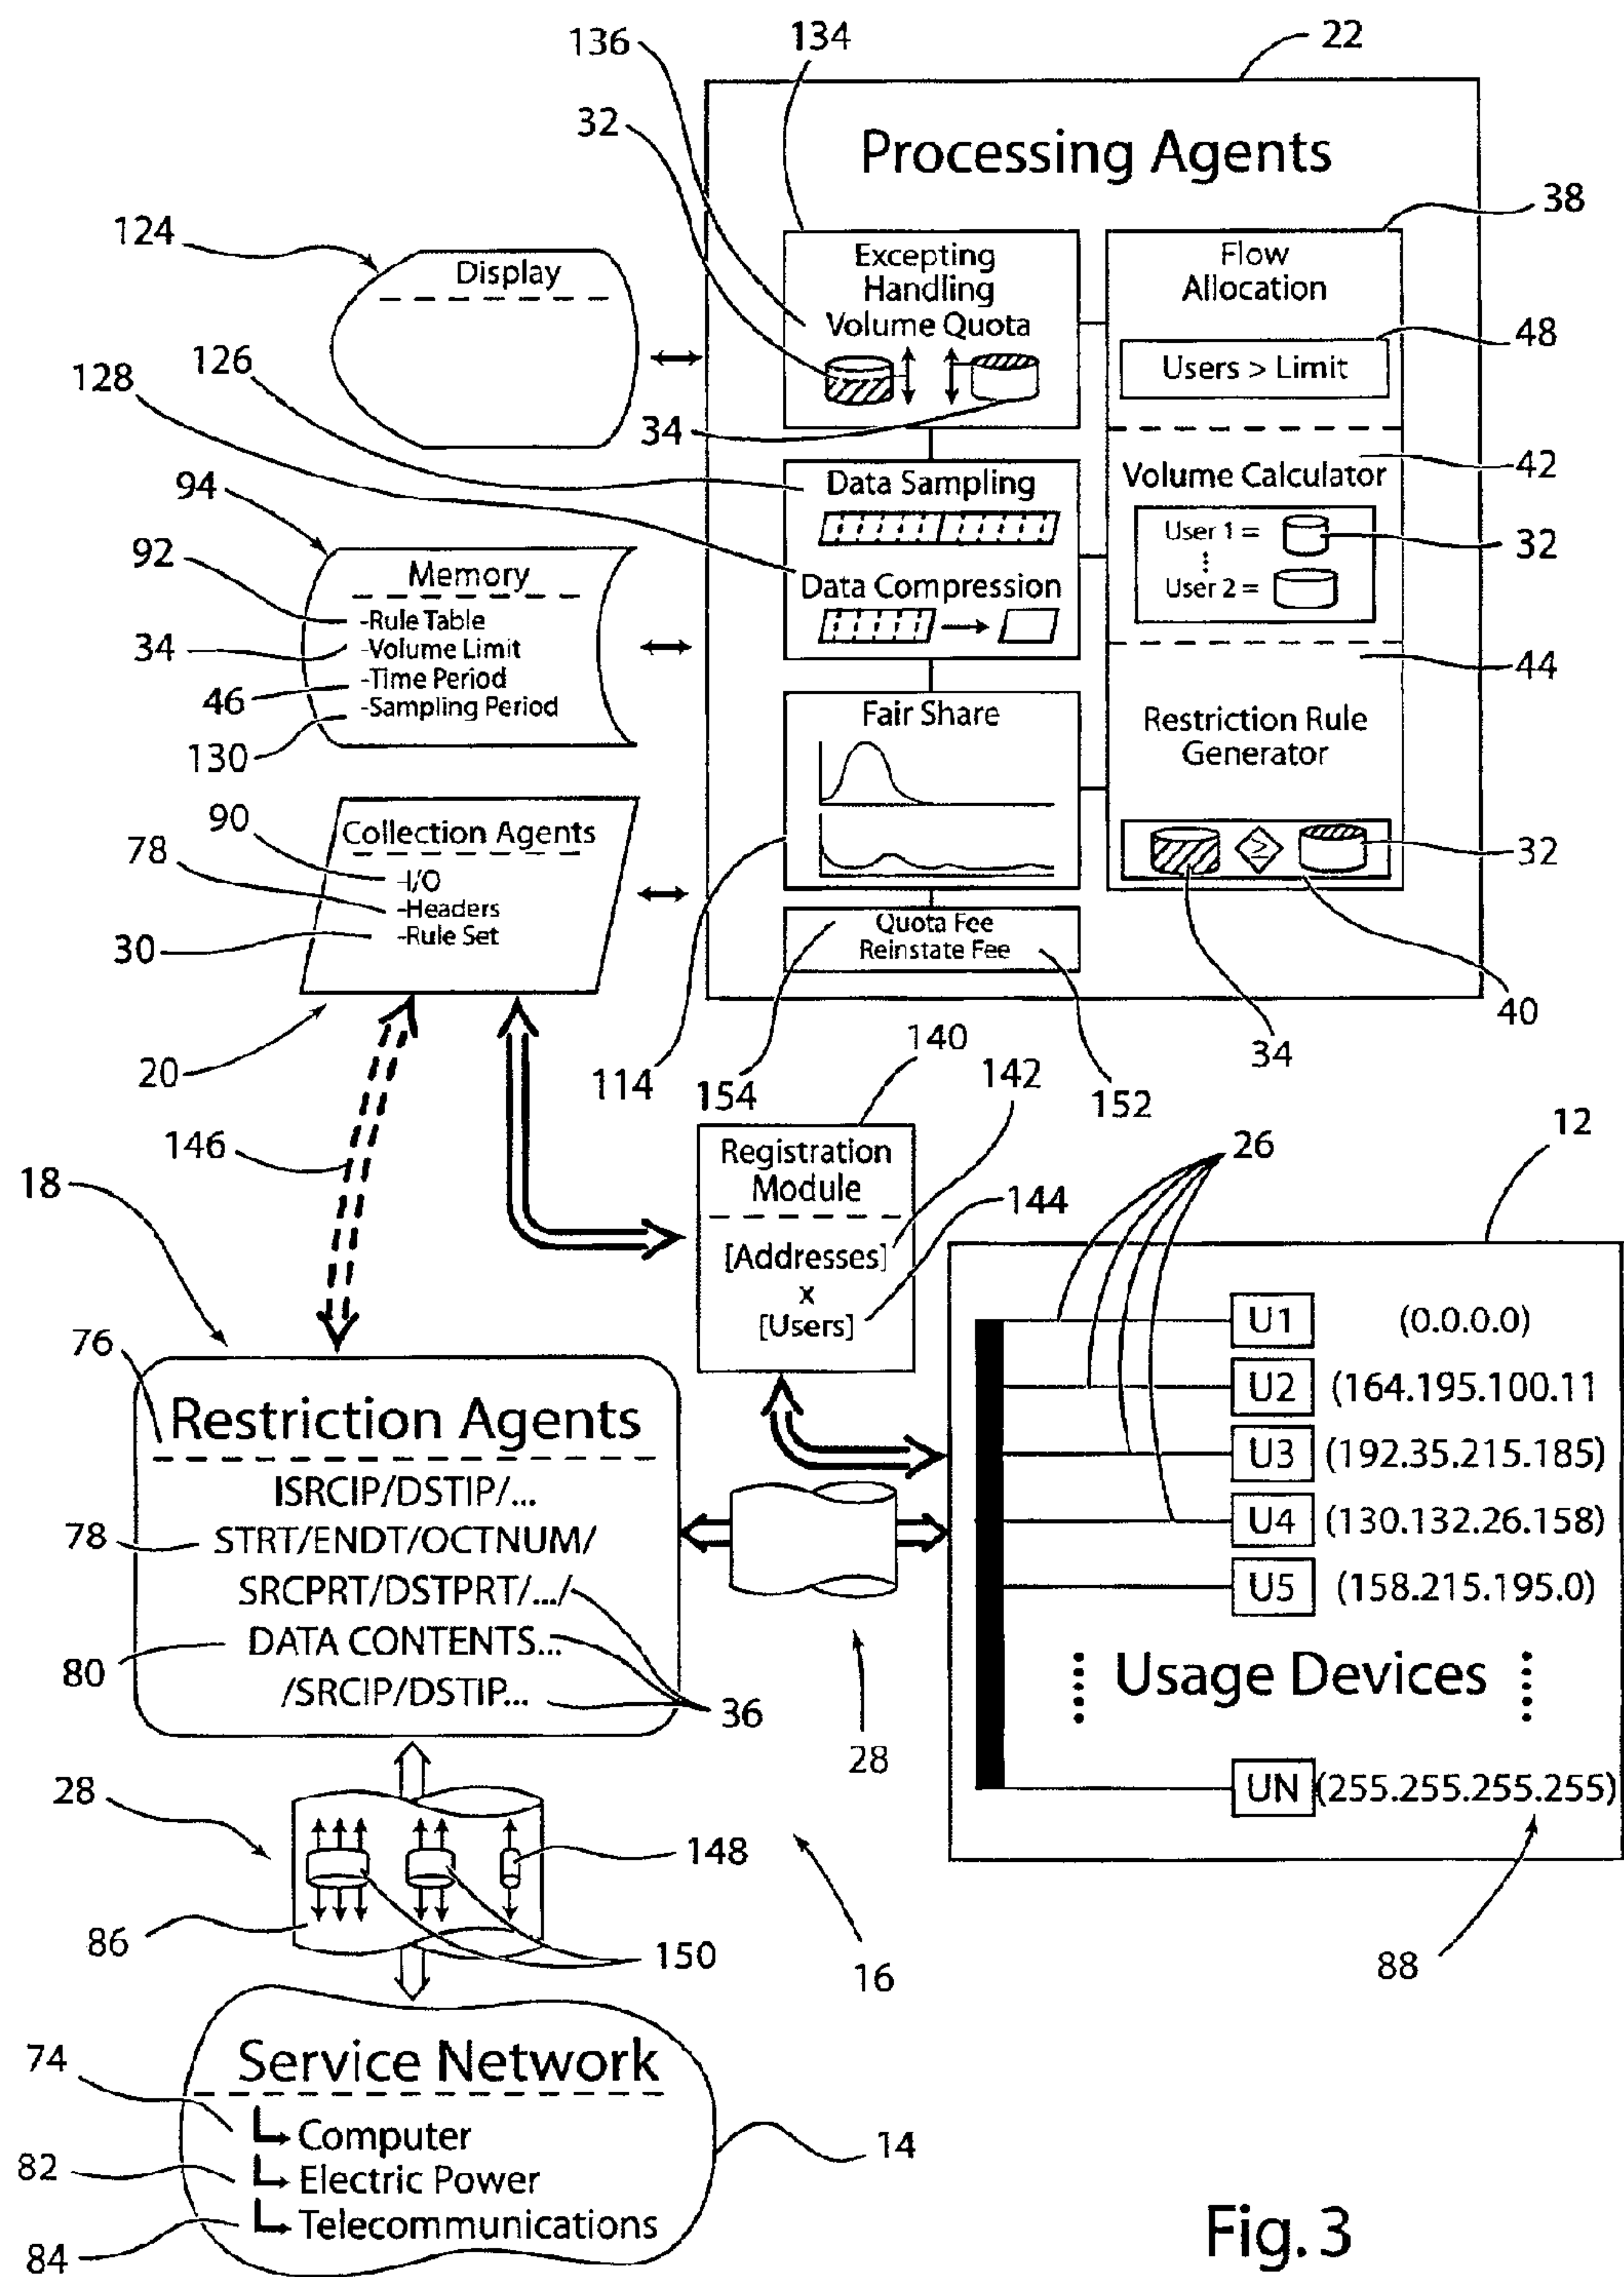 136
134
22
32
Processing Agents
38
124
Display
Excepting
Handling
Volume Quota
Flow
Allocation
48
Users > Limit
126
128
34
42
94
Data Sampling
Volume Calculator
92
Memory
User 1 =
32
User 2 =
-Rule Table
34
-Volume Limit
Data Compression
46
-Time Period
44
-Sampling Period
130
Fair Share
Restriction Rule
Generator
90
Collection Agents
78
-I/O
≥
32
-Headers
30
-Rule Set
Quota Fee
Reinstate Fee
40
34
20
114
154
152
140
142
146
12
26
18
Registration
Module
144
[Addresses]
x
[Users]
U1 (0.0.0.0)
76
U2 (164.195.100.11
Restriction Agents
U3 (192.35.215.185)
ISRCIP/DSTIP/...
U4 (130.132.26.158)
78
STRT/ENDT/OCTNUM/
SRCPRT/DSTPRT/.../
U5 (158.215.195.0)
80
DATA CONTENTS...
Usage Devices
/SRCIP/DSTIP...
36
28
28
UN (255.255.255.255)
148
86
150
16
88
Service Network
74
Computer
14
82
Electric Power
84
Telecommunications
Fig. 3